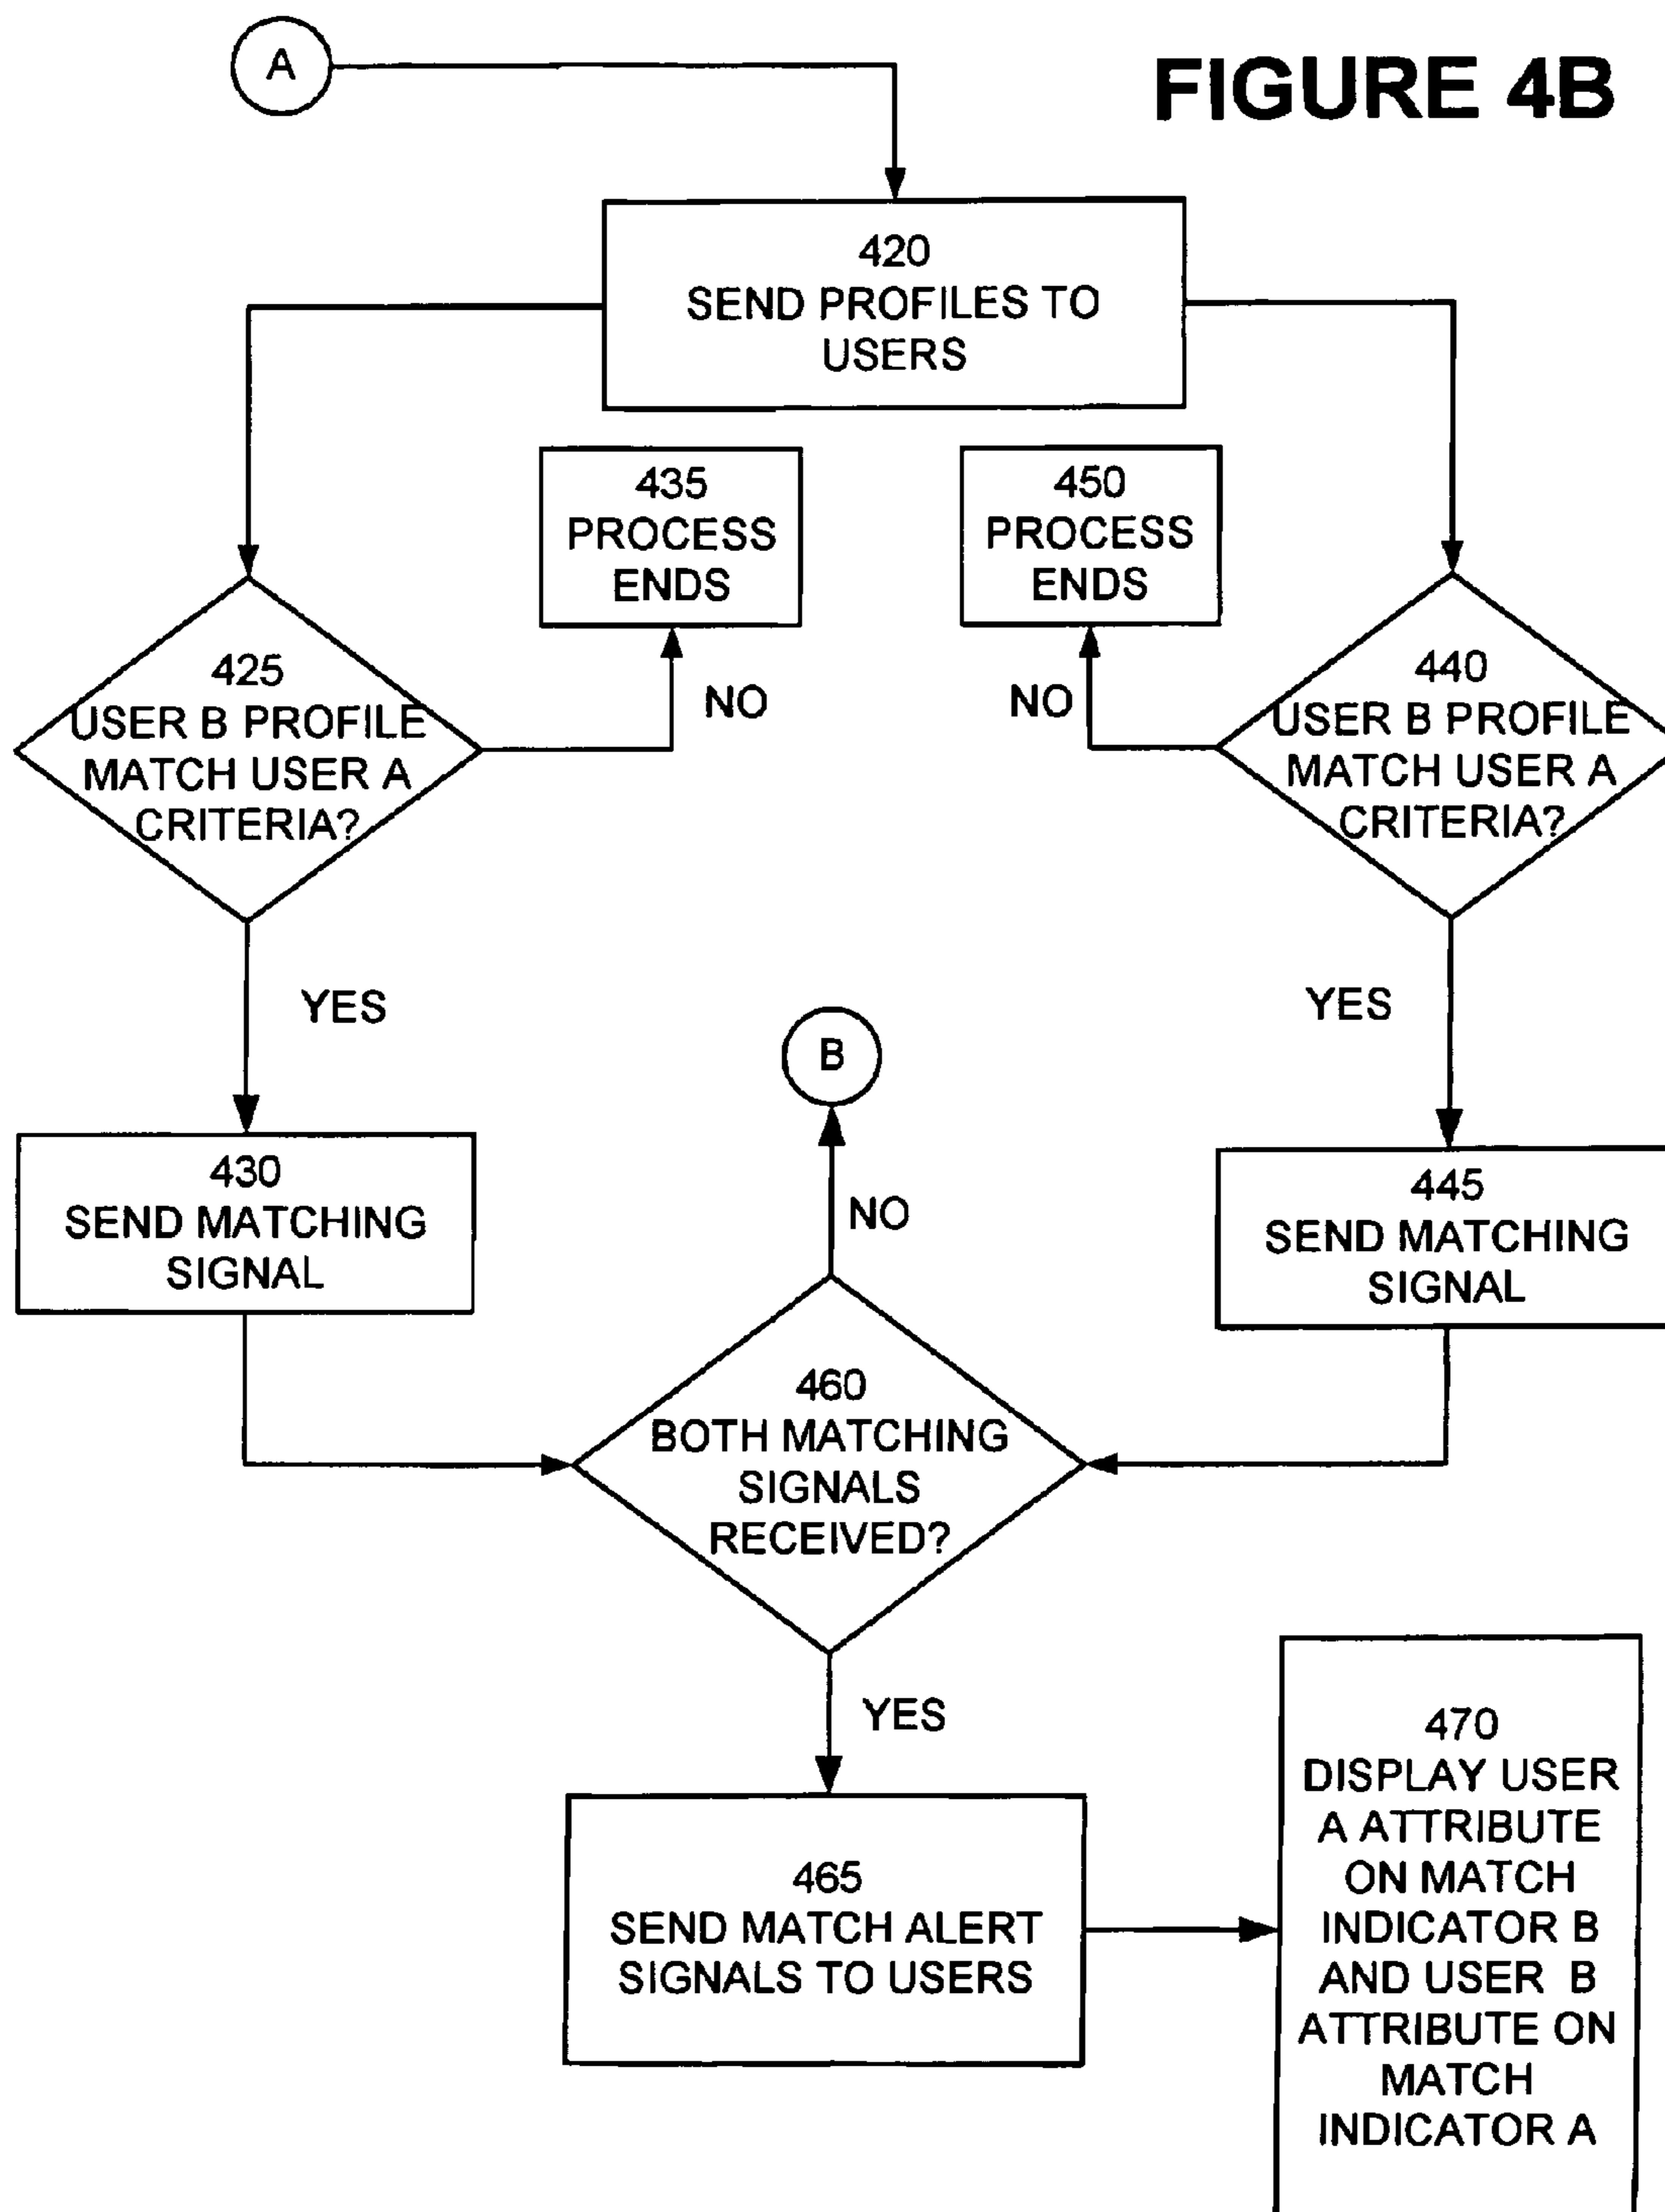 A
FIGURE 4B
420
SEND PROFILES TO
USERS
435
PROCESS
ENDS
450
PROCESS
ENDS
425
USER B PROFILE
MATCH USER A
CRITERIA?
NO
NO
440
USER B PROFILE
MATCH USER A
CRITERIA?
YES
YES
B
430
SEND MATCHING
SIGNAL
NO
445
SEND MATCHING
SIGNAL
460
BOTH MATCHING
SIGNALS
RECEIVED?
YES
465
SEND MATCH ALERT
SIGNALS TO USERS
470
DISPLAY USER
A ATTRIBUTE
ON MATCH
INDICATOR B
AND USER B
ATTRIBUTE ON
MATCH
INDICATOR A